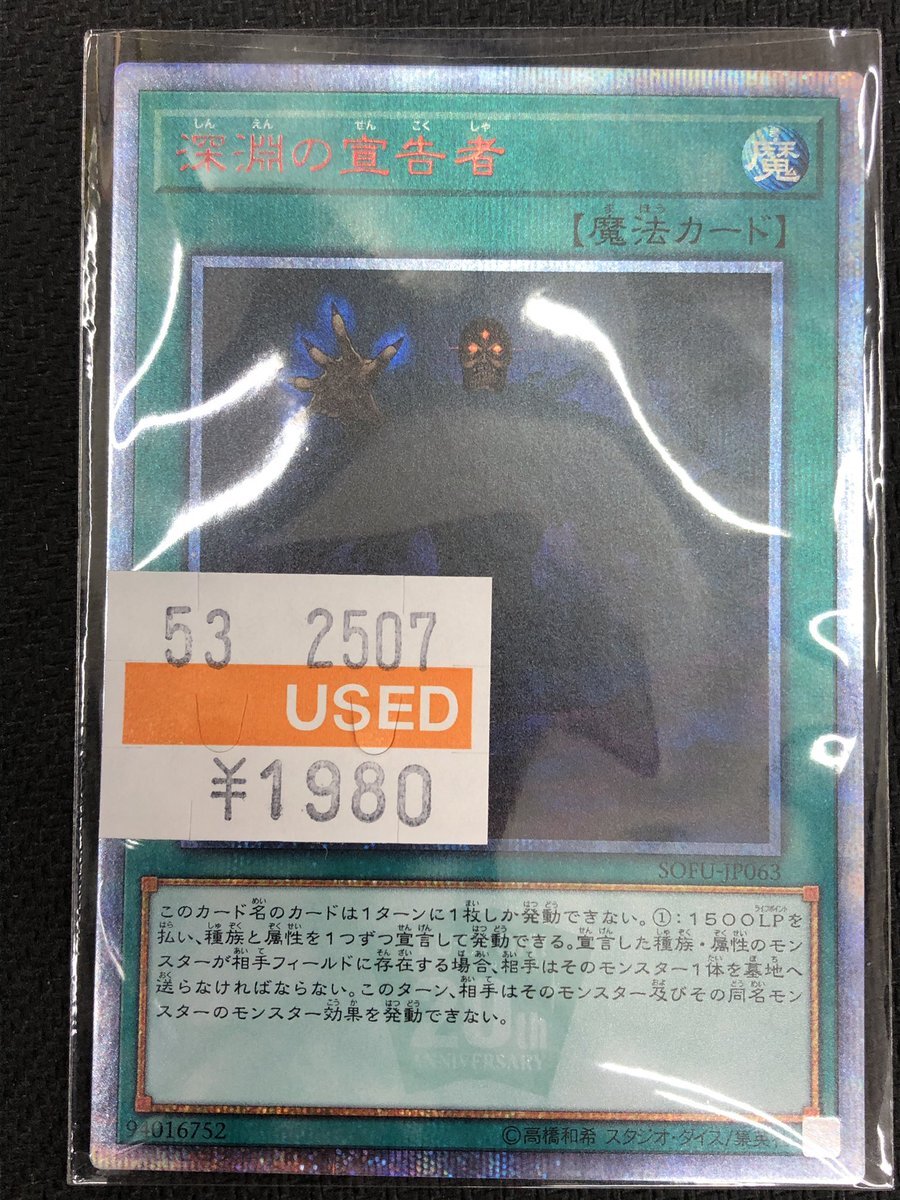 深淵の宣告者
魔
【魔法カード】
53 2507
USED
¥1980
SOFU-JP063
このカード名のカードは1ターンに1枚しか発動できない。①:1500LPを
払い、種族と属性を1つずつ宣言して発動できる。宣言した種族・属性のモン
スターが相手フィールドに存在する場合、相手はそのモンスター1体を墓地へ
送らなければならない。このターン、相手はそのモンスター及びその同名モン
スターのモンスター効果を発動できない。
20th
ANNIVERSARY
94016752
©高橋和希 スタジオ・ダイス/集英社